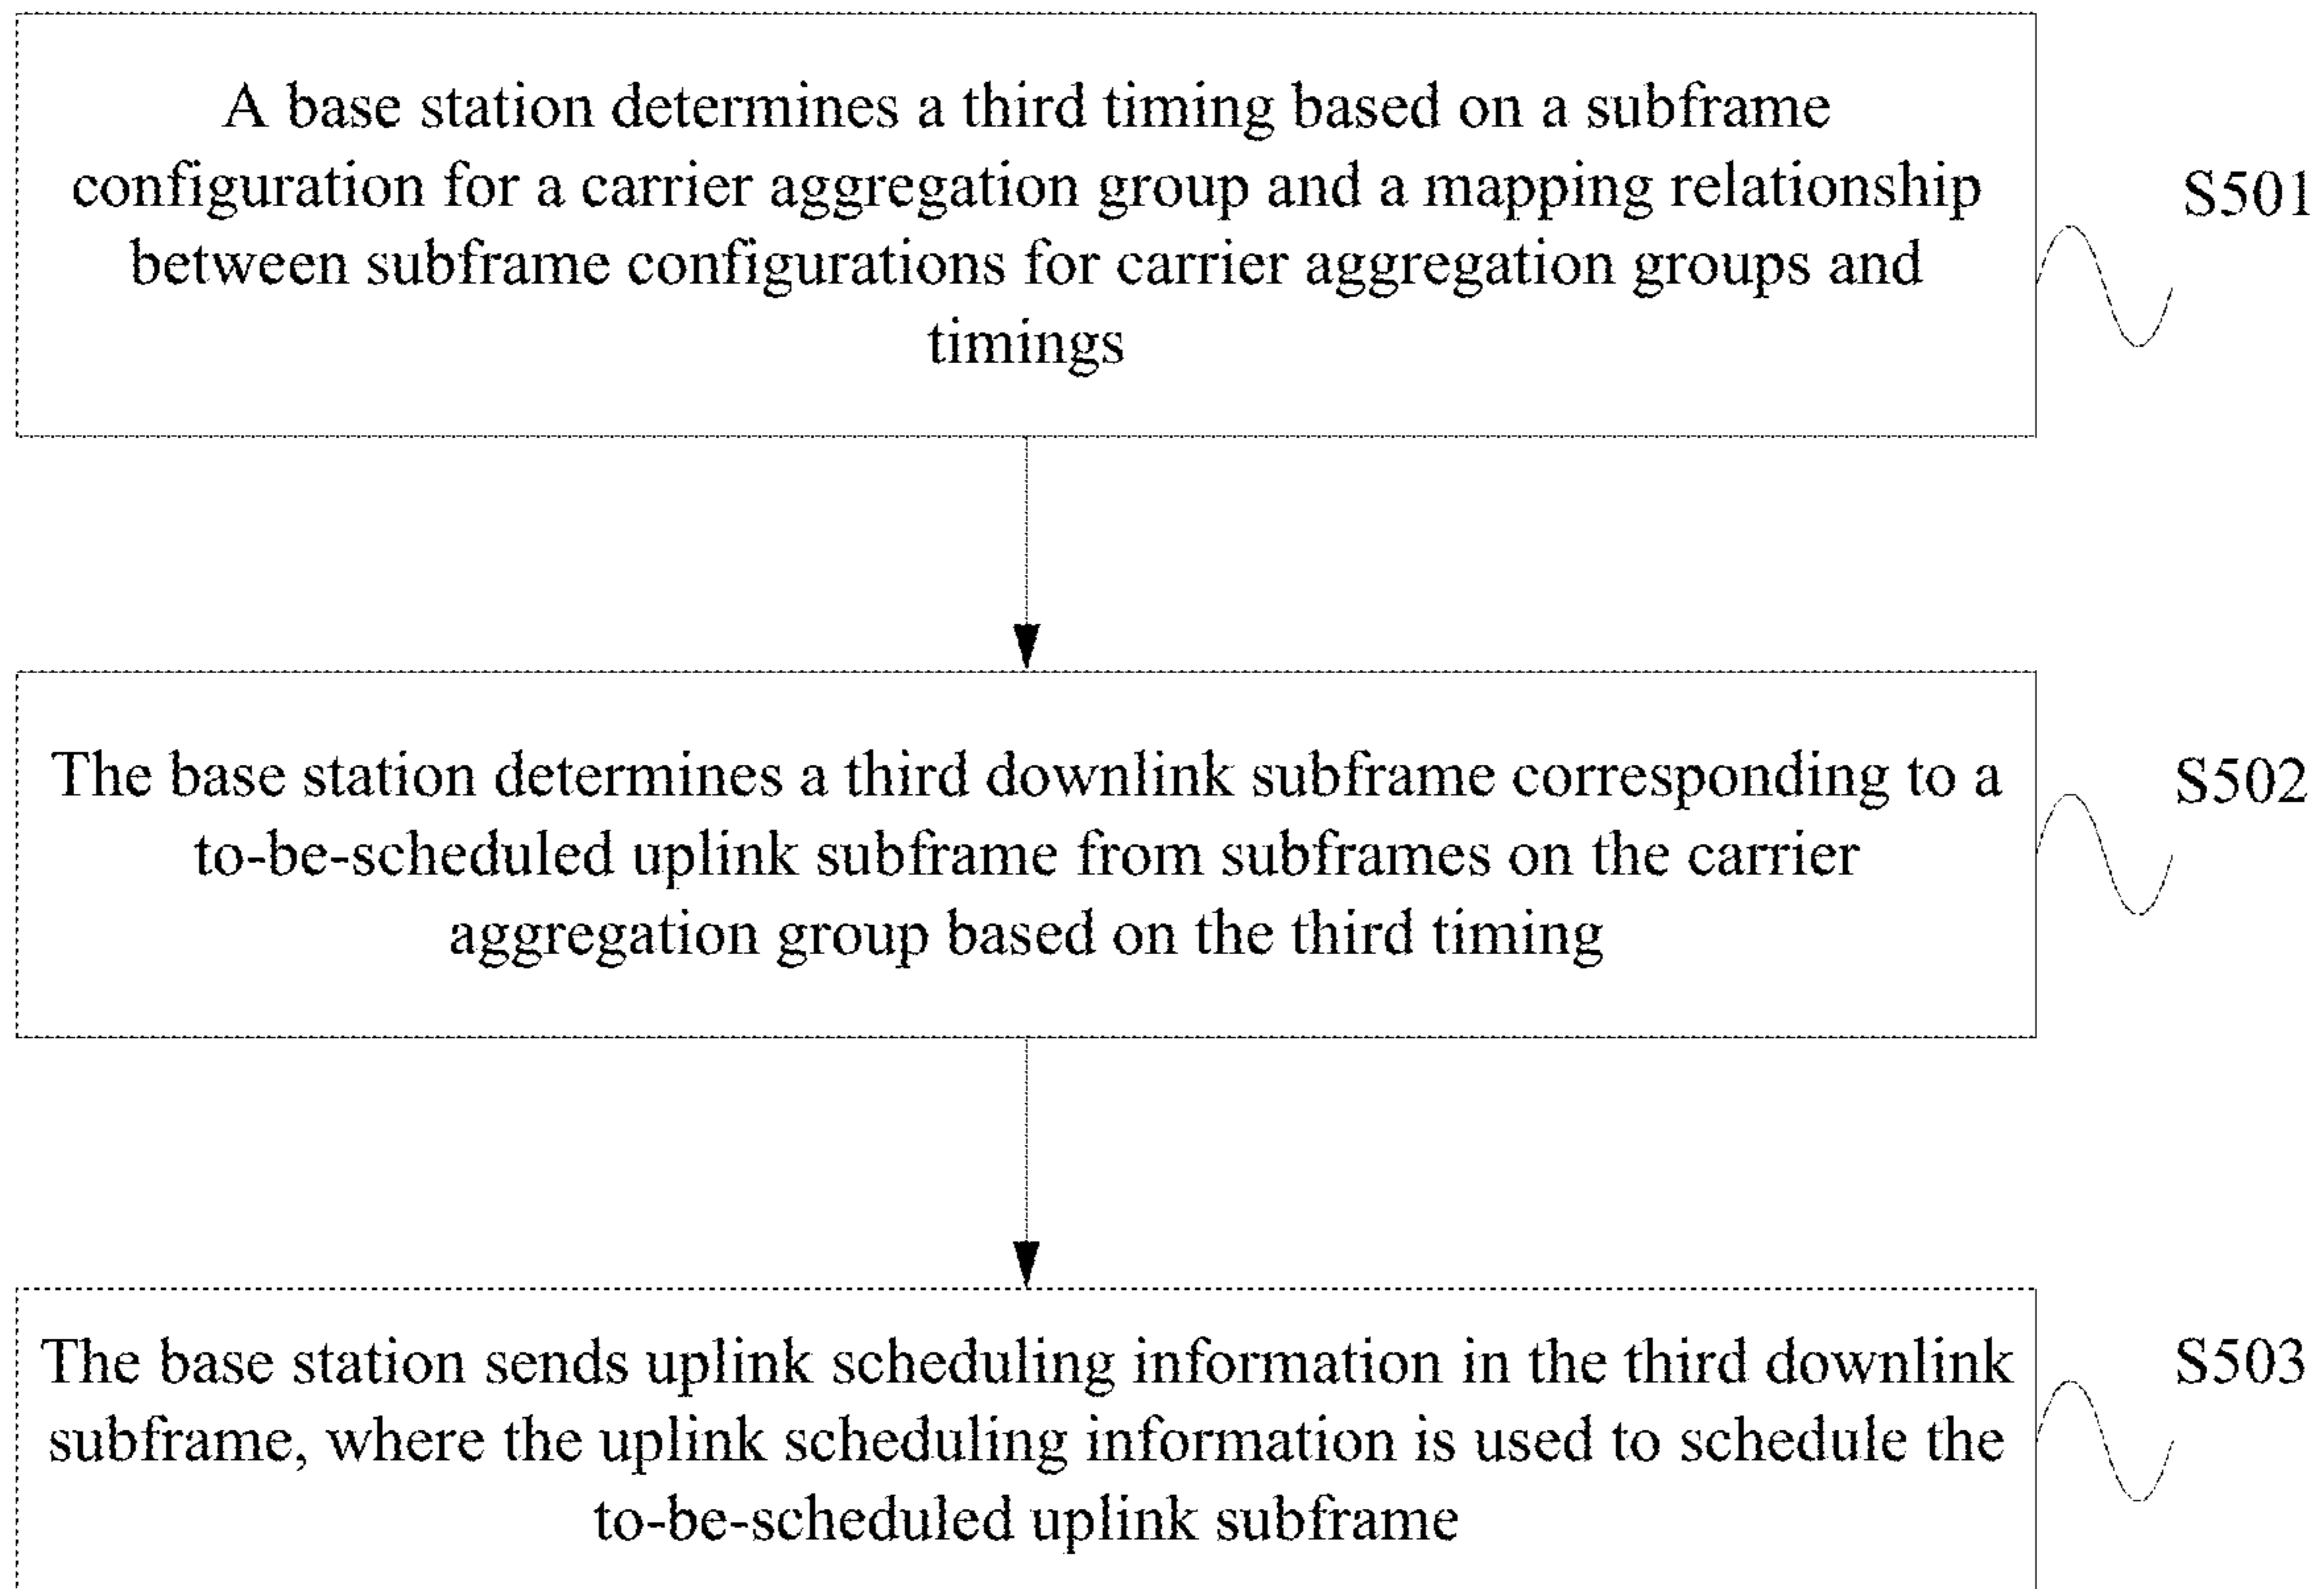 A base station determines a third timing based on a subframe
configuration for a carrier aggregation group and a mapping relationship
between subframe configurations for carrier aggregation groups and
timings
S501
The base station determines a third downlink subframe corresponding to a
to-be-scheduled uplink subframe from subframes on the carrier
aggregation group based on the third timing
S502
The base station sends uplink scheduling information in the third downlink
subframe, where the uplink scheduling information is used to schedule the
to-be-scheduled uplink subframe
S503